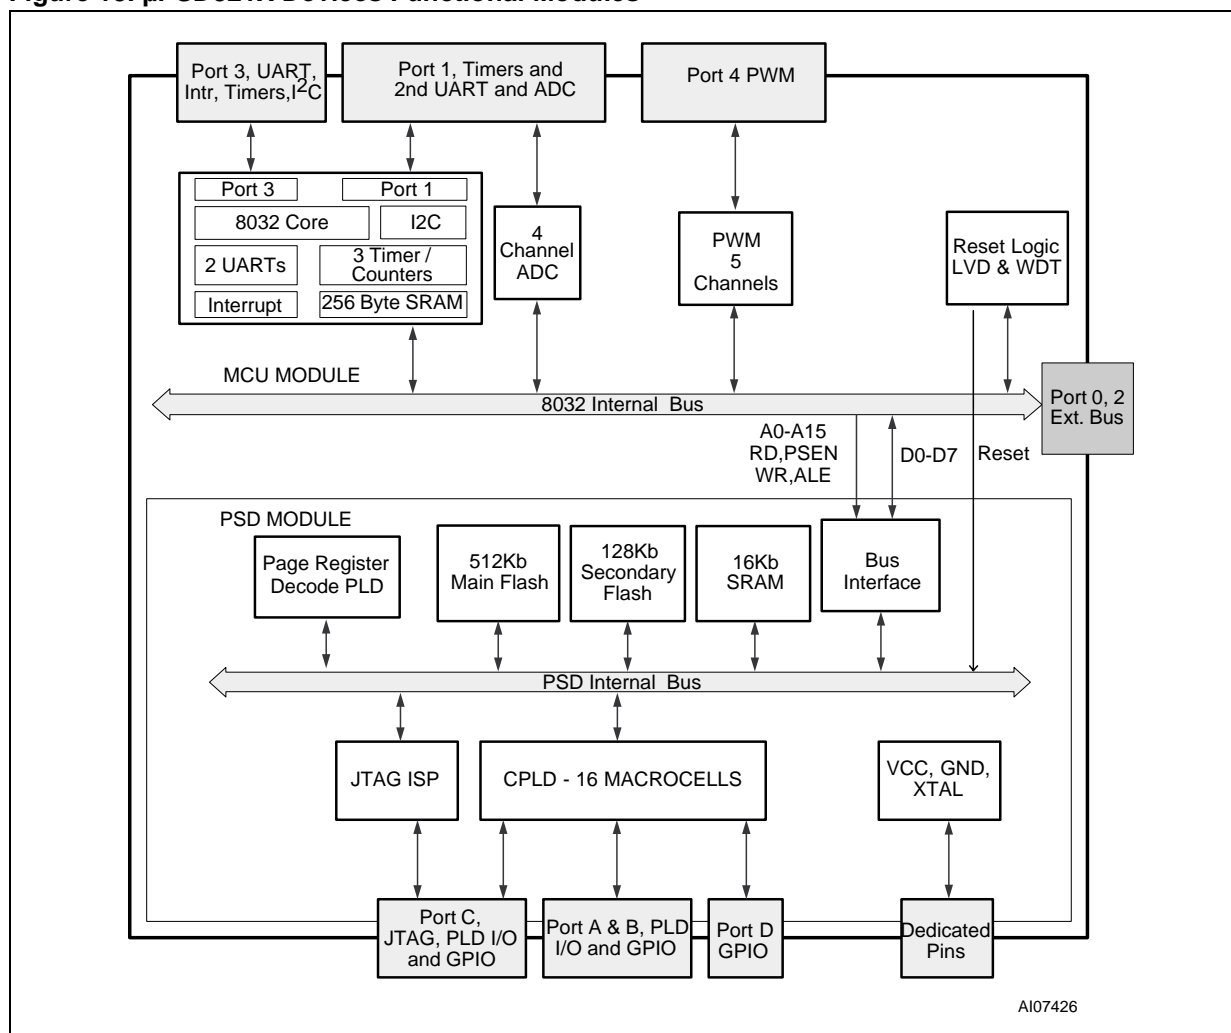 Port 3, UART,
Intr, Timers,I2C
Port 1, Timers and
2nd UART and ADC
Port 4 PWM
Port 3
Port 1
8032 Core
I2C
2 UARTs
3 Timer /
Counters
Interrupt
256 Byte SRAM
4
Channel
ADC
PWM
5
Channels
Reset Logic
LVD & WDT
MCU MODULE
8032 Internal Bus
Port 0, 2
Ext. Bus
A0-A15
RD,PSEN
WR,ALE
D0-D7
Reset
PSD MODULE
Page Register
Decode PLD
512Kb
Main Flash
128Kb
Secondary
Flash
16Kb
SRAM
Bus
Interface
PSD Internal Bus
JTAG ISP
CPLD - 16 MACROCELLS
VCC, GND,
XTAL
Port C,
JTAG, PLD I/O
and GPIO
Port A & B, PLD
I/O and GPIO
Port D
GPIO
Dedicated
Pins
AI07426